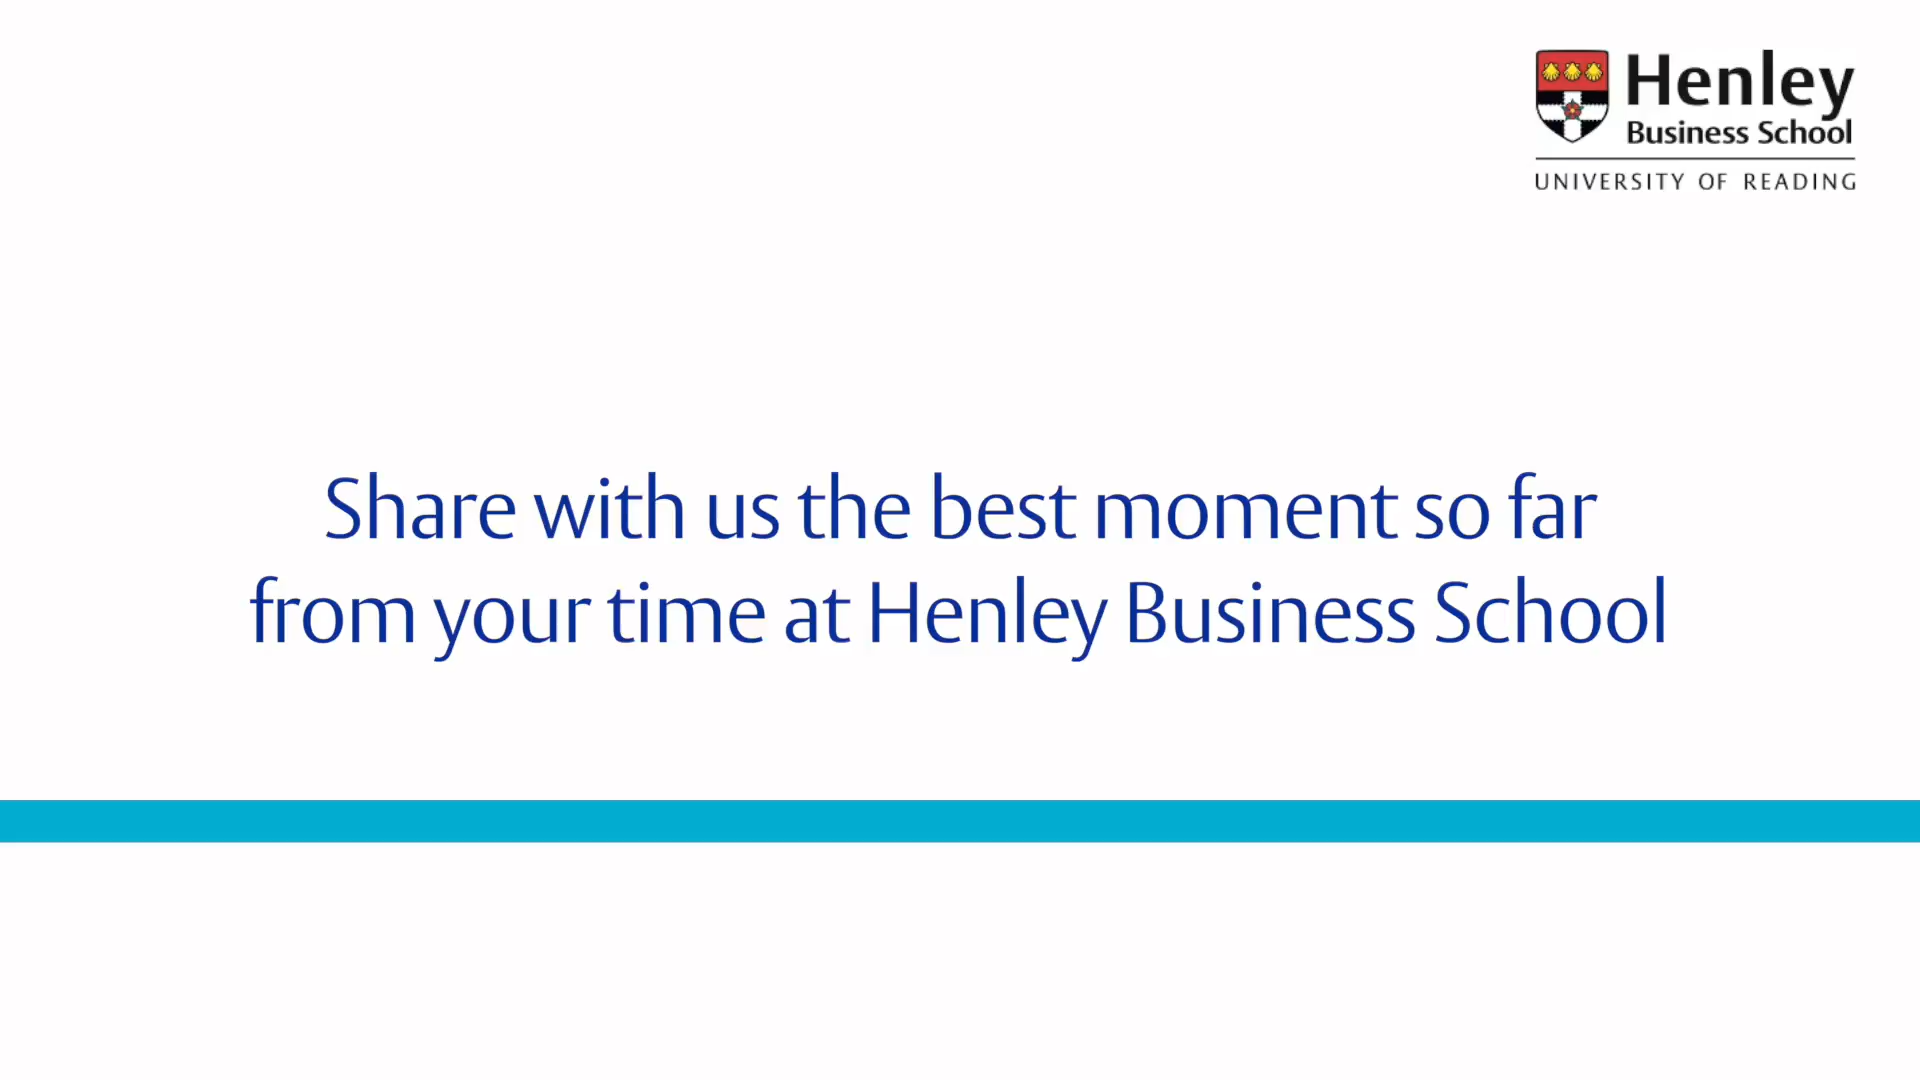 Henley
Business School
UNIVERSITY OF READING
Share with us the best moment so far
from your time at Henley Business School